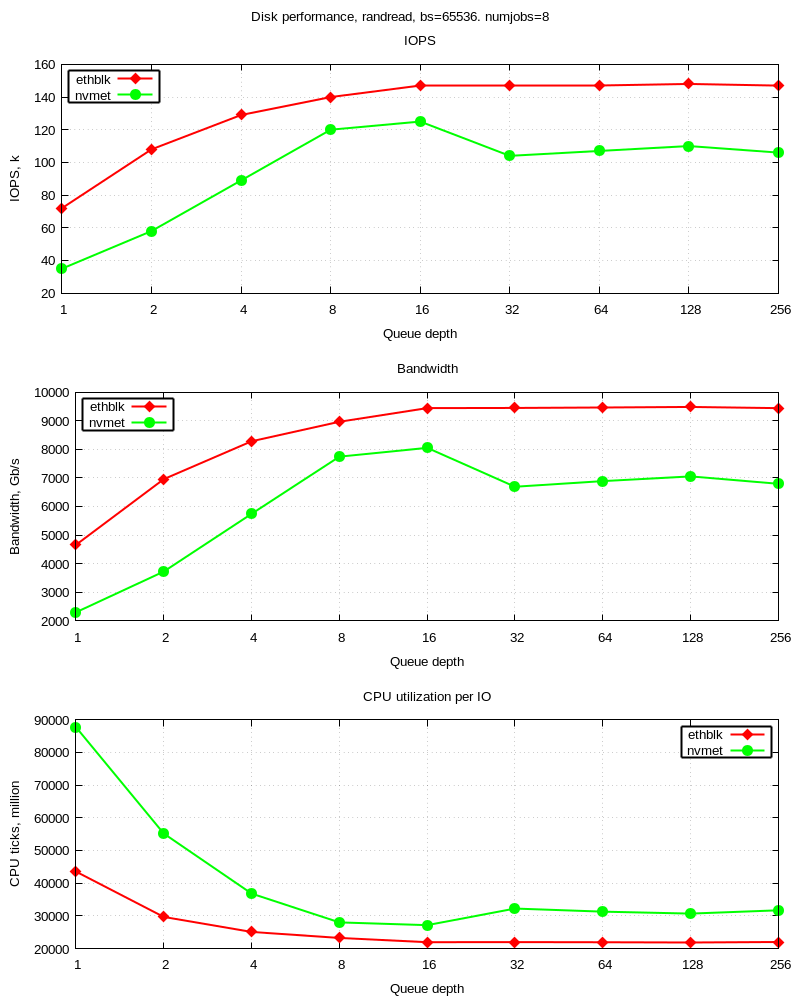 Disk performance, randread, bs=65536. numjobs=8
IOPS
160
140
120
100
80
60
40
20
IOPS, k
ethblk
nvmet
1 2 4 8 16 32 64 128 256
Queue depth
Bandwidth
10000
9000
8000
7000
6000
5000
4000
3000
2000
Bandwidth, Gb/s
ethblk
nvmet
1 2 4 8 16 32 64 128 256
Queue depth
CPU utilization per IO
90000
80000
70000
60000
50000
40000
30000
20000
CPU ticks, million
ethblk
nvmet
1 2 4 8 16 32 64 128 256
Queue depth